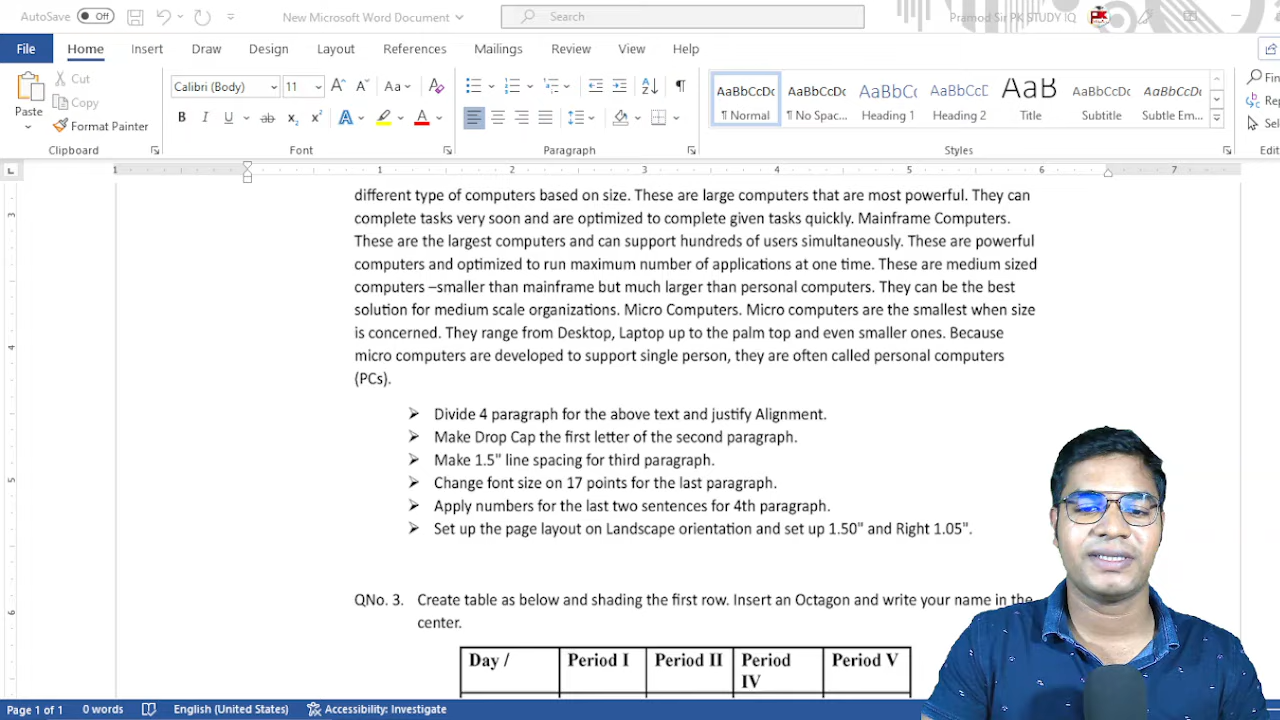 AutoSave Off New Microsoft Word Document Search Pramod Sir PK STUDY IQ
File Home Insert Draw Design Layout References Mailings Review View Help
Paste Cut Copy Format Painter
Calibri (Body) 11
AaBbCcDc AaBbCcDc AaBbC( AaBbCcE AaB AaBbCcDc AaBbCcDc
¶ Normal ¶ No Spac... Heading 1 Heading 2 Title Subtitle Subtle Em...
Clipboard Font Paragraph Styles
1 1 2 3 4 5 6 7
different type of computers based on size. These are large computers that are most powerful. They can
complete tasks very soon and are optimized to complete given tasks quickly. Mainframe Computers.
These are the largest computers and can support hundreds of users simultaneously. These are powerful
computers and optimized to run maximum number of applications at one time. These are medium sized
computers –smaller than mainframe but much larger than personal computers. They can be the best
solution for medium scale organizations. Micro Computers. Micro computers are the smallest when size
is concerned. They range from Desktop, Laptop up to the palm top and even smaller ones. Because
micro computers are developed to support single person, they are often called personal computers
(PCs).
➢ Divide 4 paragraph for the above text and justify Alignment.
➢ Make Drop Cap the first letter of the second paragraph.
➢ Make 1.5" line spacing for third paragraph.
➢ Change font size on 17 points for the last paragraph.
➢ Apply numbers for the last two sentences for 4th paragraph.
➢ Set up the page layout on Landscape orientation and set up 1.50" and Right 1.05".
QNo. 3. Create table as below and shading the first row. Insert an Octagon and write your name in the
center.
Day / Period I Period II Period IV Period V
Page 1 of 1 0 words English (United States) Accessibility: Investigate